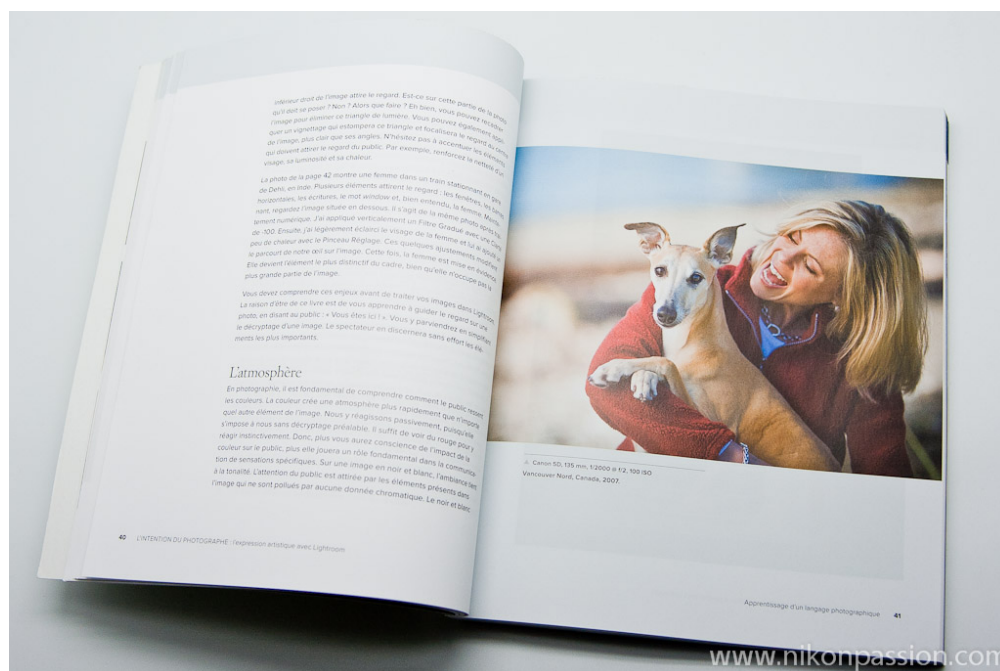 inférieur droit de l'image attire le regard. Est-ce sur cette partie de la photo
qu'il doit se poser ? Non ? Alors que faire ? Eh bien, vous pouvez recadrer
l'image pour éliminer ce triangle de lumière. Vous pouvez également appli-
quer un vignettage qui estompera ce triangle et focalisera le regard au centre
de l'image, plus clair que ses angles. N'hésitez pas à accentuer les éléments
qui doivent attirer le regard du public. Par exemple, renforcez la netteté d'un
visage, sa luminosité et sa chaleur.
La photo de la page 42 montre une femme dans un train stationnant en gare
de Dehli, en Inde. Plusieurs éléments attirent le regard : les fenêtres, les barres
horizontales, les écritures, le mot window et, bien entendu, la femme. Mainte-
nant, regardez l'image située en dessous. Il s'agit de la même photo après trai-
tement numérique. J'ai appliqué verticalement un Filtre Gradué avec une Clarté
de -100. Ensuite, j'ai légèrement éclairci le visage de la femme et lui ai ajouté un
peu de chaleur avec le Pinceau Réglage. Ces quelques ajustements modifient
le parcours de notre œil sur l'image. Cette fois, la femme est mise en évidence.
Elle devient l'élément le plus distinctif du cadre, bien qu'elle n'occupe pas la
plus grande partie de l'image.
Vous devez comprendre ces enjeux avant de traiter vos images dans Lightroom.
La raison d'être de ce livre est de vous apprendre à guider le regard sur une
photo, en disant au public : « Vous êtes ici ! ». Vous y parviendrez en simplifiant
le décryptage d'une image. Le spectateur en discernera sans effort les élé-
ments les plus importants.
L'atmosphère
En photographie, il est fondamental de comprendre comment le public ressent
les couleurs. La couleur crée une atmosphère plus rapidement que n'importe
quel autre élément de l'image. Nous y réagissons passivement, puisqu'elle
s'impose à nous sans décryptage préalable. Il suffit de voir du rouge pour y
réagir instinctivement. Donc, plus vous aurez conscience de l'impact de la
couleur sur le public, plus elle jouera un rôle fondamental dans la communica-
tion de sensations spécifiques. Sur une image en noir et blanc, l'ambiance tient
à la tonalité. L'attention du public est attirée par les éléments présents dans
l'image qui ne sont pollués par aucune donnée chromatique. Le noir et blanc
40 L'INTENTION DU PHOTOGRAPHE : l'expression artistique avec Lightroom
Canon 5D, 135 mm, 1:2000 à f/2, 100 ISO
Vancouver Nord, Canada, 2007.
Apprentissage d'un langage photographique 41
www.nikonpassion.com